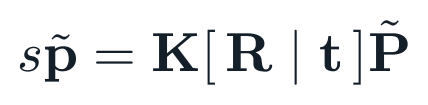 sp̃ = K[ R | t ]P̃